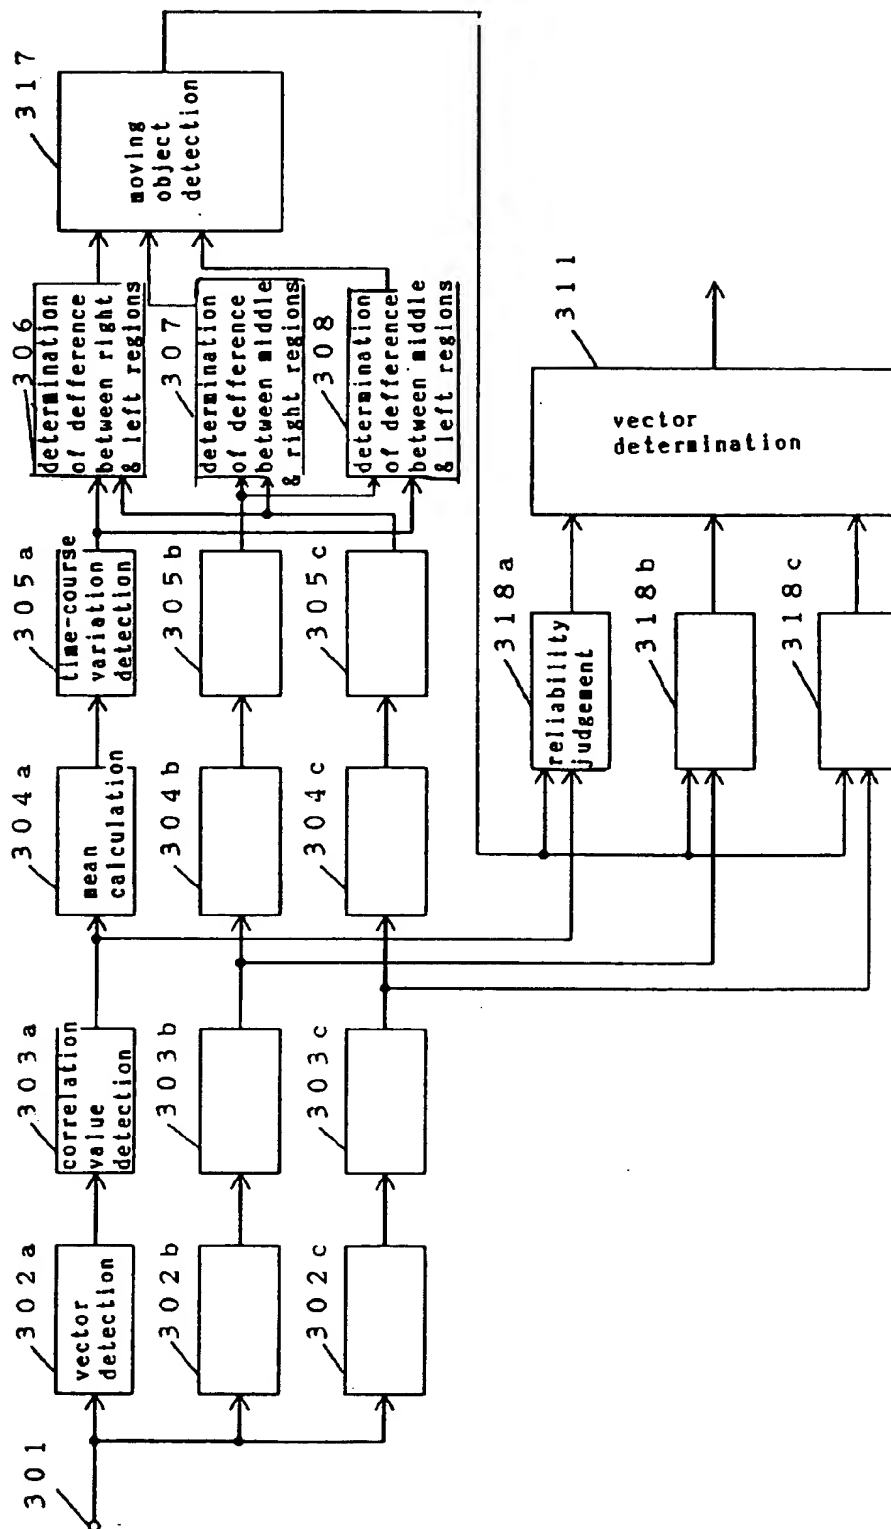 301
302a
vector
detection
302b
302c
303a
correlation
value
detection
303b
303c
304a
mean
calculation
304b
304c
305a
time-course
variation
detection
305b
305c
306
determination
of defference
between right
& left regions
307
determination
of defference
between middle
& right regions
308
determination
of defference
between middle
& left regions
317
moving
object
detection
318a
reliability
judgement
318b
318c
311
vector
determination